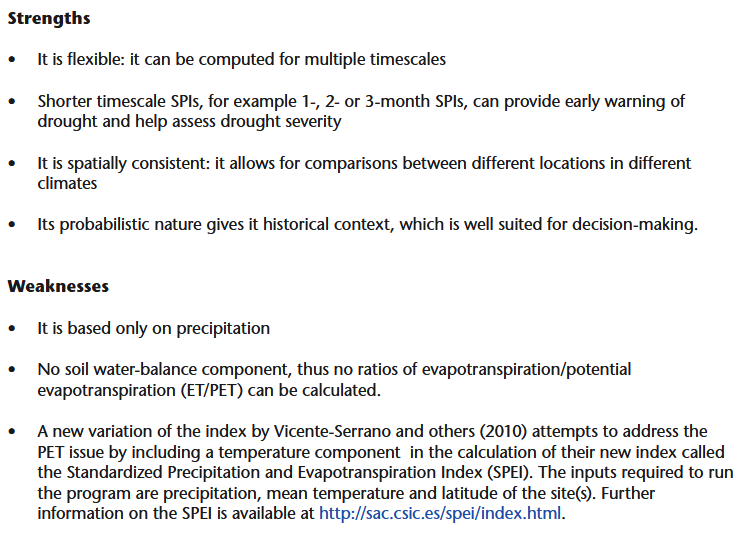 Strengths
• It is flexible: it can be computed for multiple timescales
• Shorter timescale SPIs, for example 1-, 2- or 3-month SPIs, can provide early warning of
drought and help assess drought severity
• It is spatially consistent: it allows for comparisons between different locations in different
climates
• Its probabilistic nature gives it historical context, which is well suited for decision-making.
Weaknesses
• It is based only on precipitation
• No soil water-balance component, thus no ratios of evapotranspiration/potential
evapotranspiration (ET/PET) can be calculated.
• A new variation of the index by Vicente-Serrano and others (2010) attempts to address the
PET issue by including a temperature component in the calculation of their new index called
the Standardized Precipitation and Evapotranspiration Index (SPEI). The inputs required to run
the program are precipitation, mean temperature and latitude of the site(s). Further
information on the SPEI is available at http://sac.csic.es/spei/index.html.